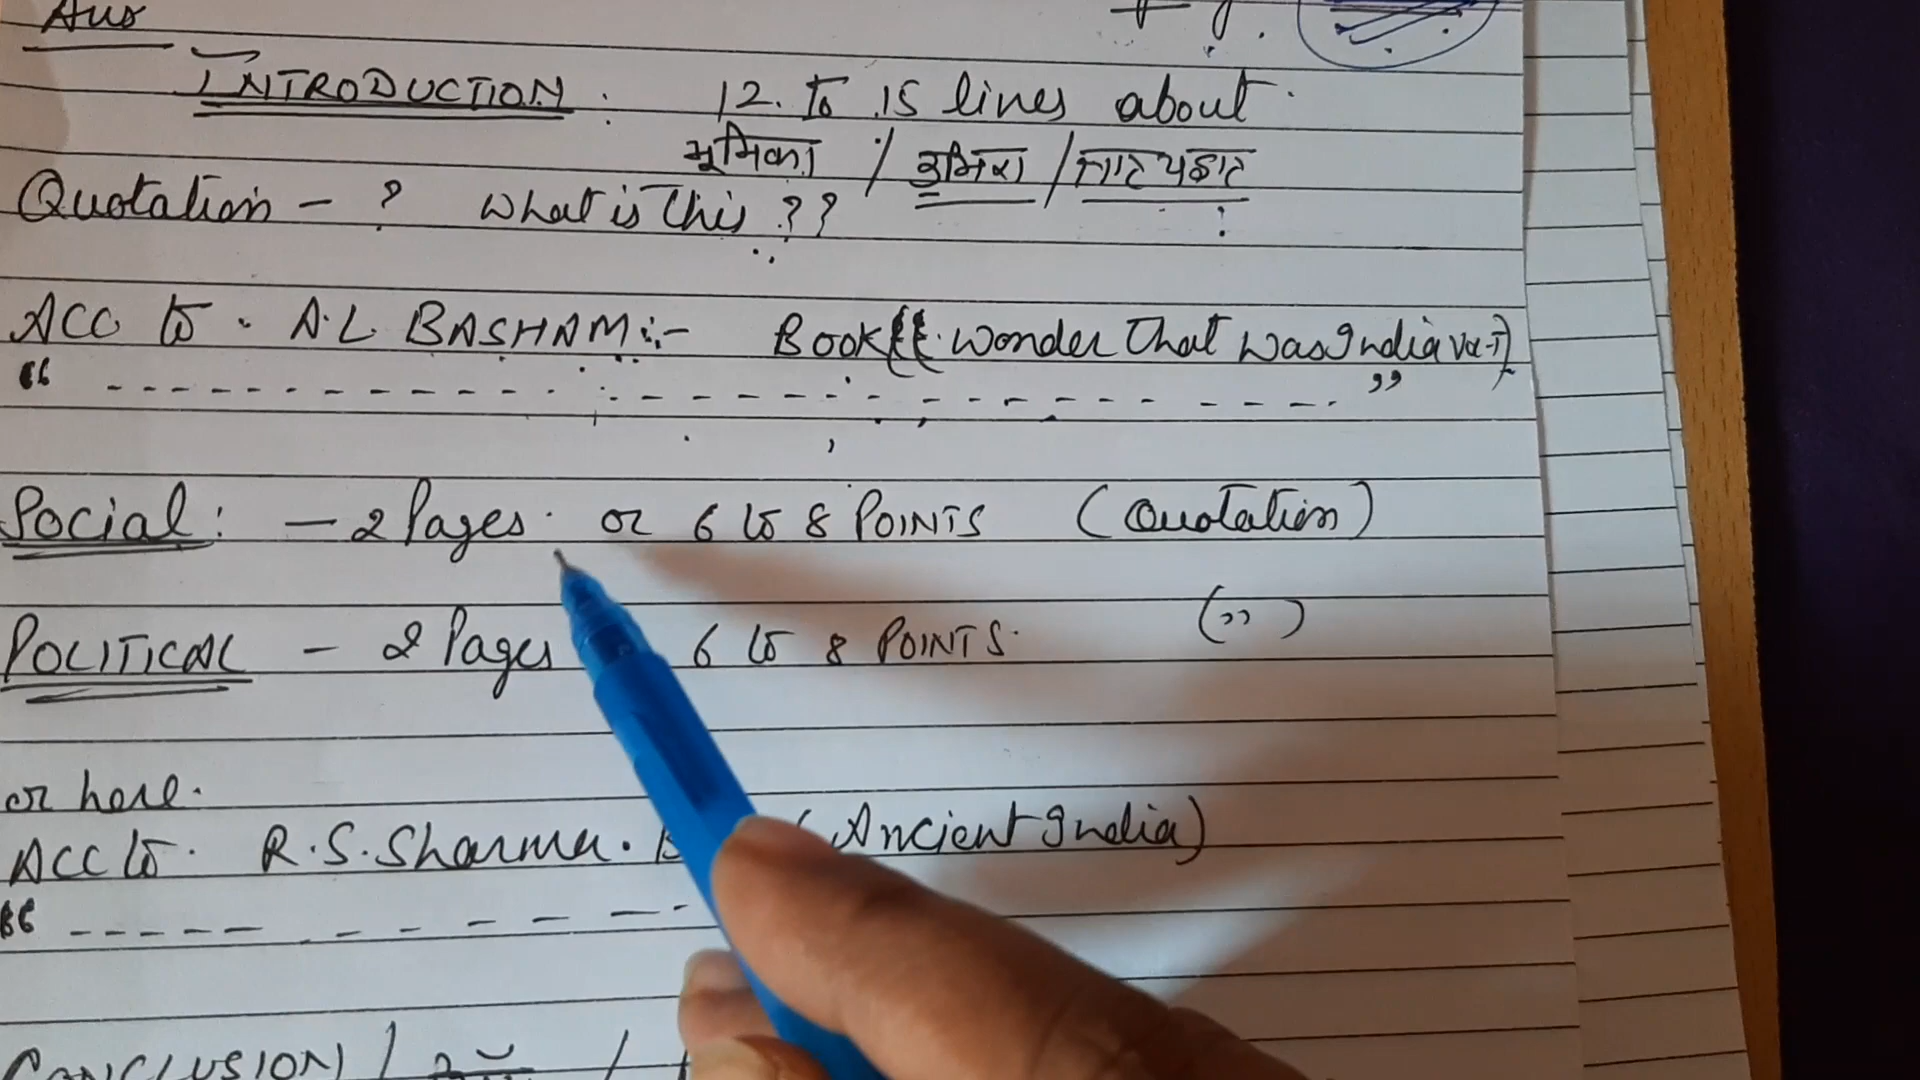 Ans
INTRODUCTION : 12 to 15 lines about
भूमिका /
Quotation - ? What is this ??
Acc to A.L BASHAM :- Book (" Wonder That was India Vol-I)
" - - - - - - - - - - - - - - - - - - - - - - - - "
Social : - 2 Pages or 6 to 8 POINTS (Quotation)
POLITICAL - 2 Pages 6 to 8 POINTS. ( ,, )
or here.
Acc to. R.S. Sharma. (Ancient India)
" - - - - - - - - - - -
CONCLUSION / /